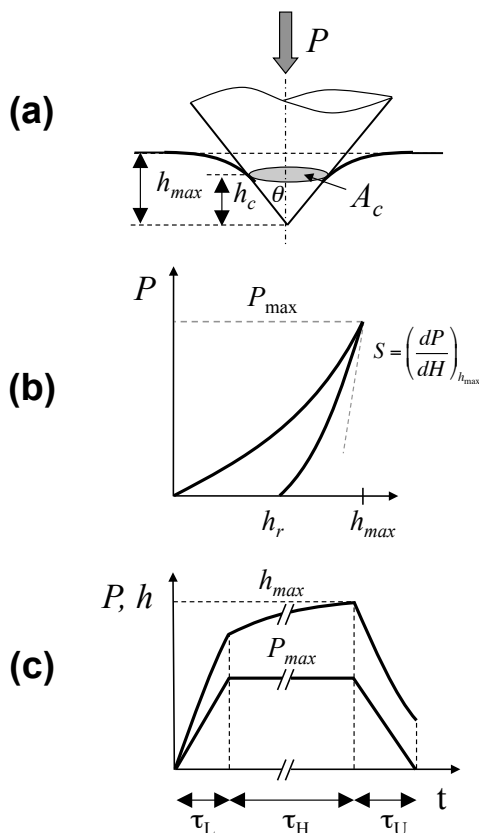 (a)
P
h_max
h_c
θ
A_c
(b)
P
P_max
S = (dP/dH)_h_max
h_r
h_max
(c)
P, h
h_max
P_max
t
τ_L
τ_H
τ_U